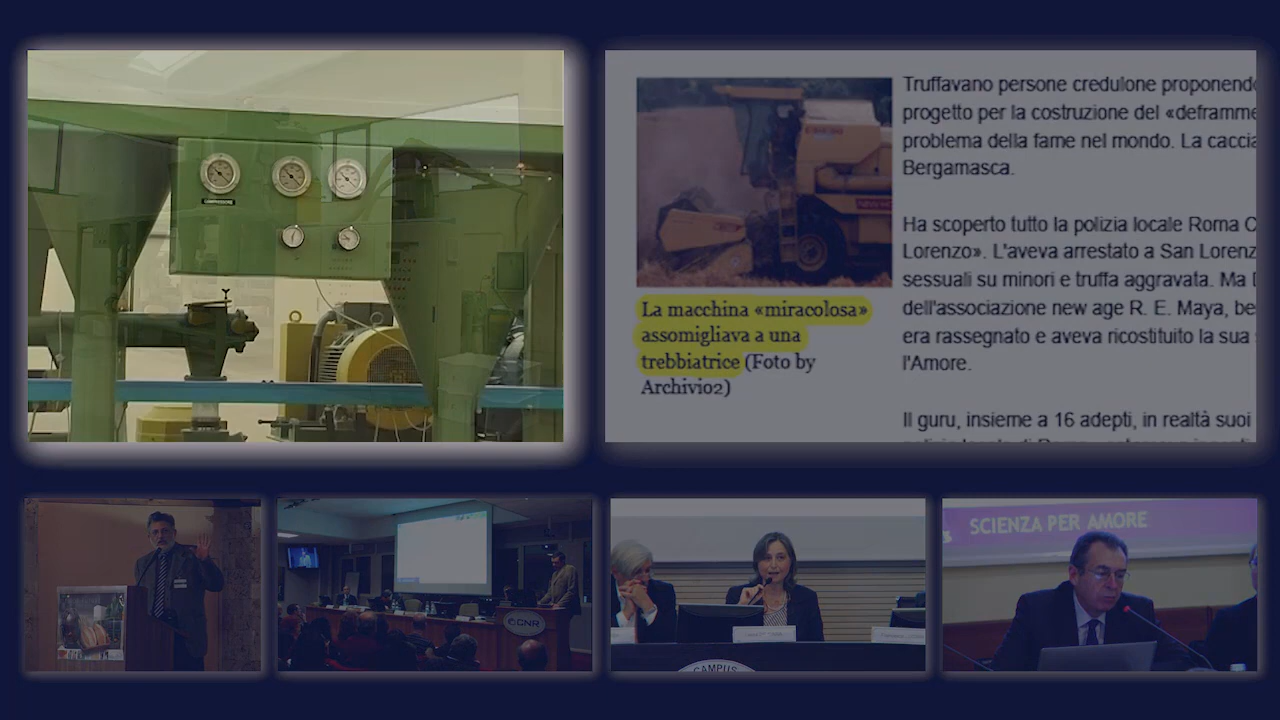 COMPRESSORE
La macchina «miracolosa»
assomigliava a una
trebbiatrice (Foto by
Archivio2)
Truffavano persone credulone proponendo
progetto per la costruzione del «deframme
problema della fame nel mondo. La caccia
Bergamasca.
Ha scoperto tutto la polizia locale Roma C
Lorenzo». L'aveva arrestato a San Lorenz
sessuali su minori e truffa aggravata. Ma
dell'associazione new age R. E. Maya, be
era rassegnato e aveva ricostituito la sua
l'Amore.
Il guru, insieme a 16 adepti, in realtà suoi
CNR
CAMPUS
SCIENZA PER AMORE